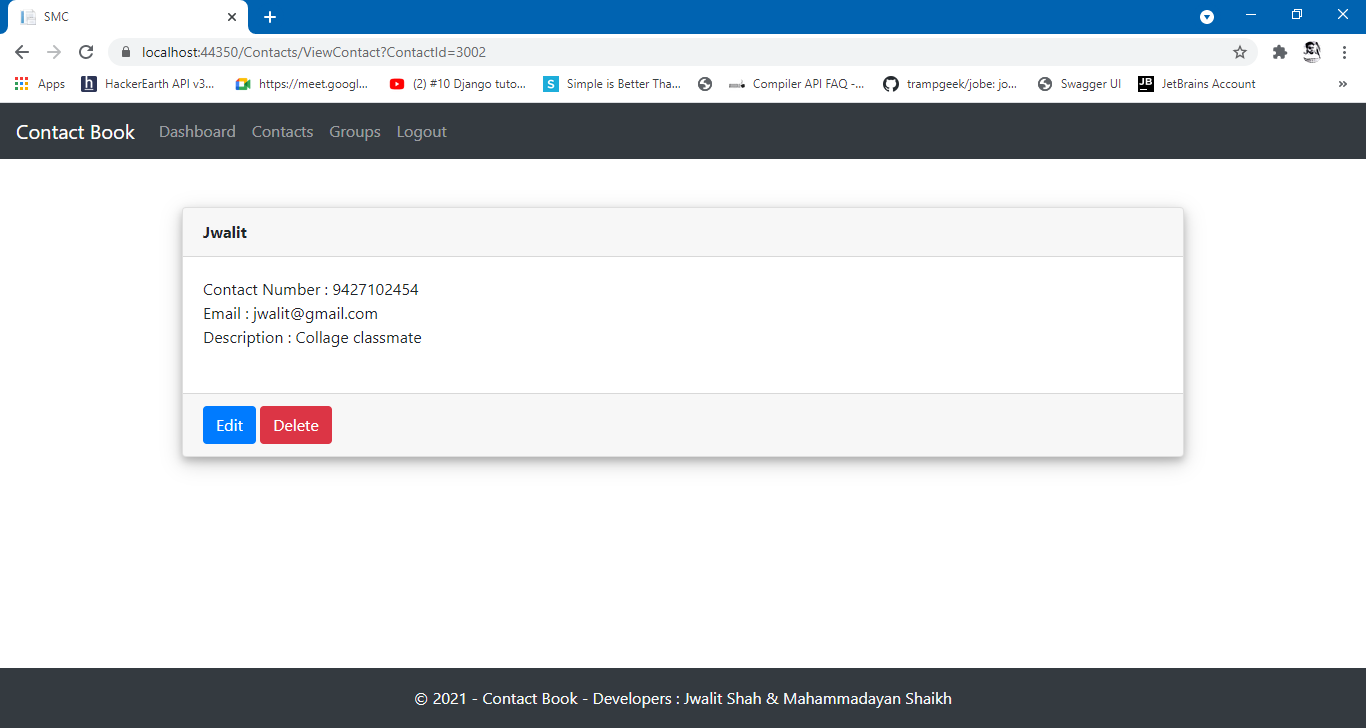 SMC
localhost:44350/Contacts/ViewContact?ContactId=3002
Apps h HackerEarth API v3... https://meet.googl... (2) #10 Django tuto... S Simple is Better Tha... Compiler API FAQ -... trampgeek/jobe: jo... Swagger UI JB JetBrains Account »
Contact Book Dashboard Contacts Groups Logout
Jwalit
Contact Number : 9427102454
Email : jwalit@gmail.com
Description : Collage classmate
Edit Delete
© 2021 - Contact Book - Developers : Jwalit Shah & Mahammadayan Shaikh